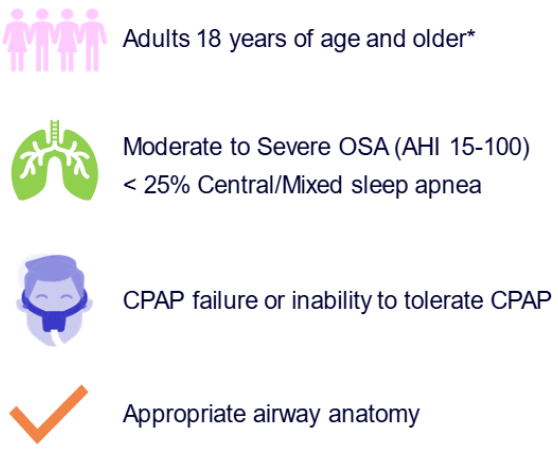 Adults 18 years of age and older*
Moderate to Severe OSA (AHI 15-100)
< 25% Central/Mixed sleep apnea
CPAP failure or inability to tolerate CPAP
Appropriate airway anatomy